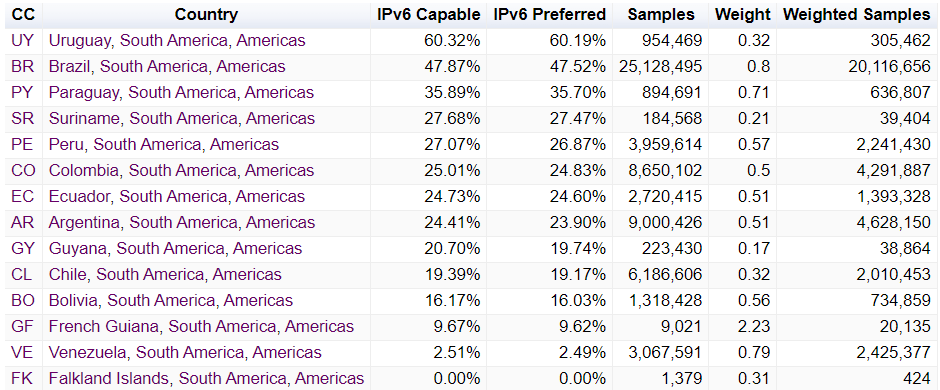 CC Country IPv6 Capable IPv6 Preferred Samples Weight Weighted Samples
UY Uruguay, South America, Americas 60.32% 60.19% 954,469 0.32 305,462
BR Brazil, South America, Americas 47.87% 47.52% 25,128,495 0.8 20,116,656
PY Paraguay, South America, Americas 35.89% 35.70% 894,691 0.71 636,807
SR Suriname, South America, Americas 27.68% 27.47% 184,568 0.21 39,404
PE Peru, South America, Americas 27.07% 26.87% 3,959,614 0.57 2,241,430
CO Colombia, South America, Americas 25.01% 24.83% 8,650,102 0.5 4,291,887
EC Ecuador, South America, Americas 24.73% 24.60% 2,720,415 0.51 1,393,328
AR Argentina, South America, Americas 24.41% 23.90% 9,000,426 0.51 4,628,150
GY Guyana, South America, Americas 20.70% 19.74% 223,430 0.17 38,864
CL Chile, South America, Americas 19.39% 19.17% 6,186,606 0.32 2,010,453
BO Bolivia, South America, Americas 16.17% 16.03% 1,318,428 0.56 734,859
GF French Guiana, South America, Americas 9.67% 9.62% 9,021 2.23 20,135
VE Venezuela, South America, Americas 2.51% 2.49% 3,067,591 0.79 2,425,377
FK Falkland Islands, South America, Americas 0.00% 0.00% 1,379 0.31 424